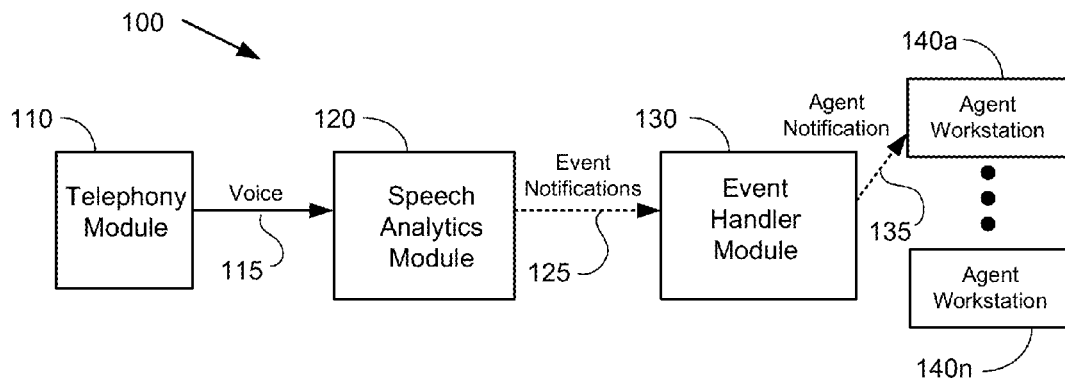 100
110
Telephony
Module
Voice
115
120
Speech
Analytics
Module
Event
Notifications
125
130
Event
Handler
Module
Agent
Notification
135
140a
Agent
Workstation
Agent
Workstation
140n